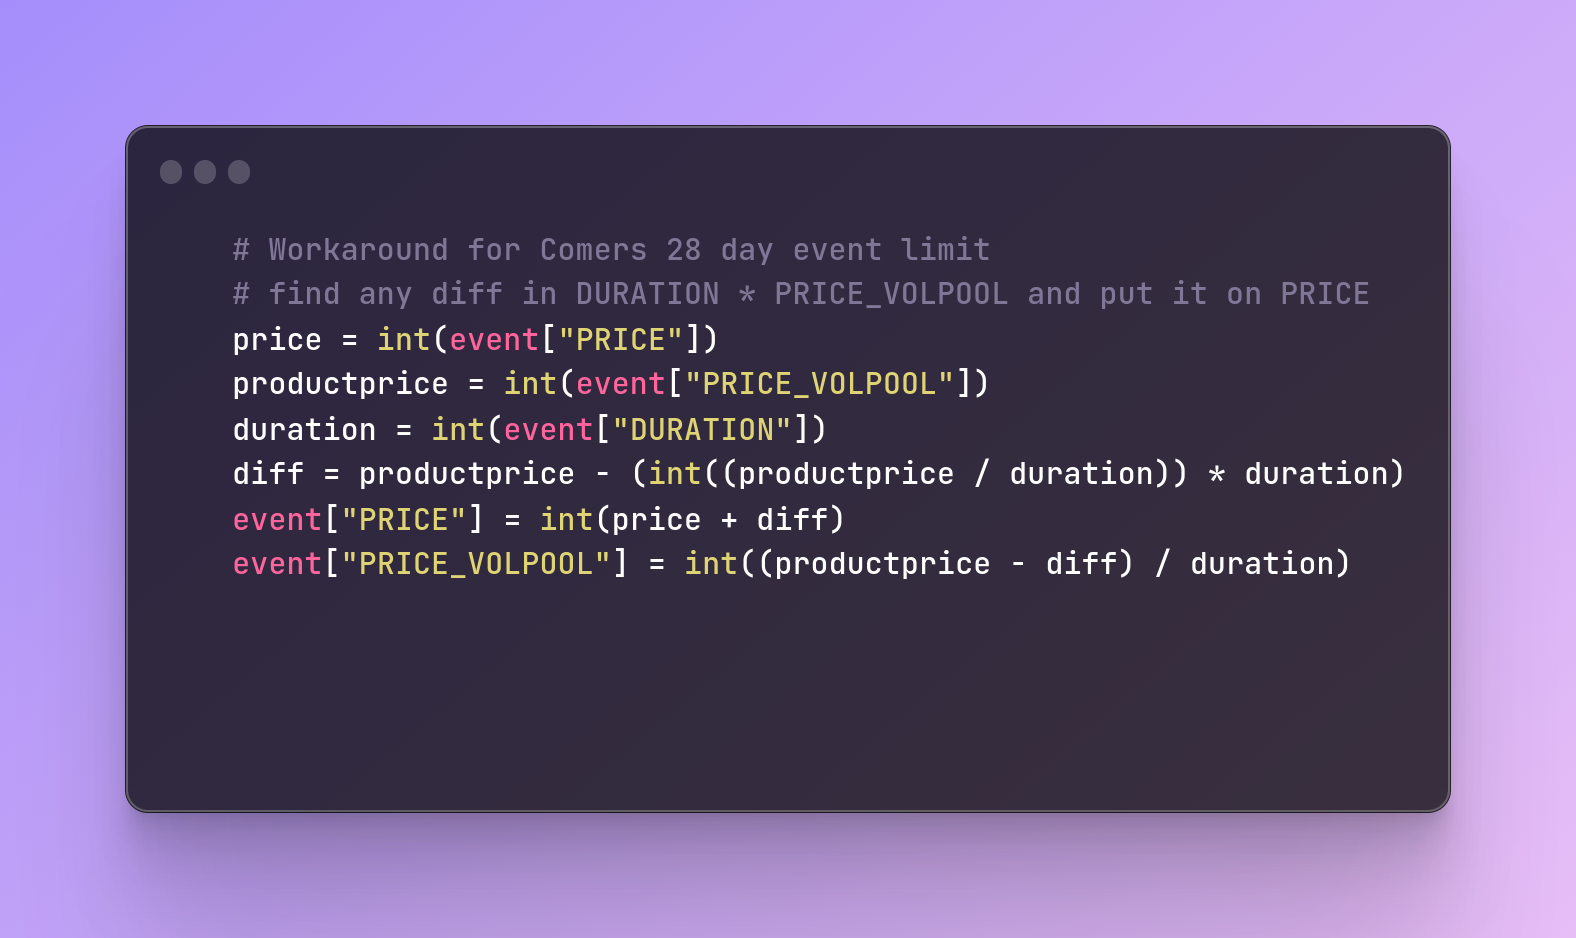 # Workaround for Comers 28 day event limit
# find any diff in DURATION * PRICE_VOLPOOL and put it on PRICE
price = int(event["PRICE"])
productprice = int(event["PRICE_VOLPOOL"])
duration = int(event["DURATION"])
diff = productprice - (int((productprice / duration)) * duration)
event["PRICE"] = int(price + diff)
event["PRICE_VOLPOOL"] = int((productprice - diff) / duration)